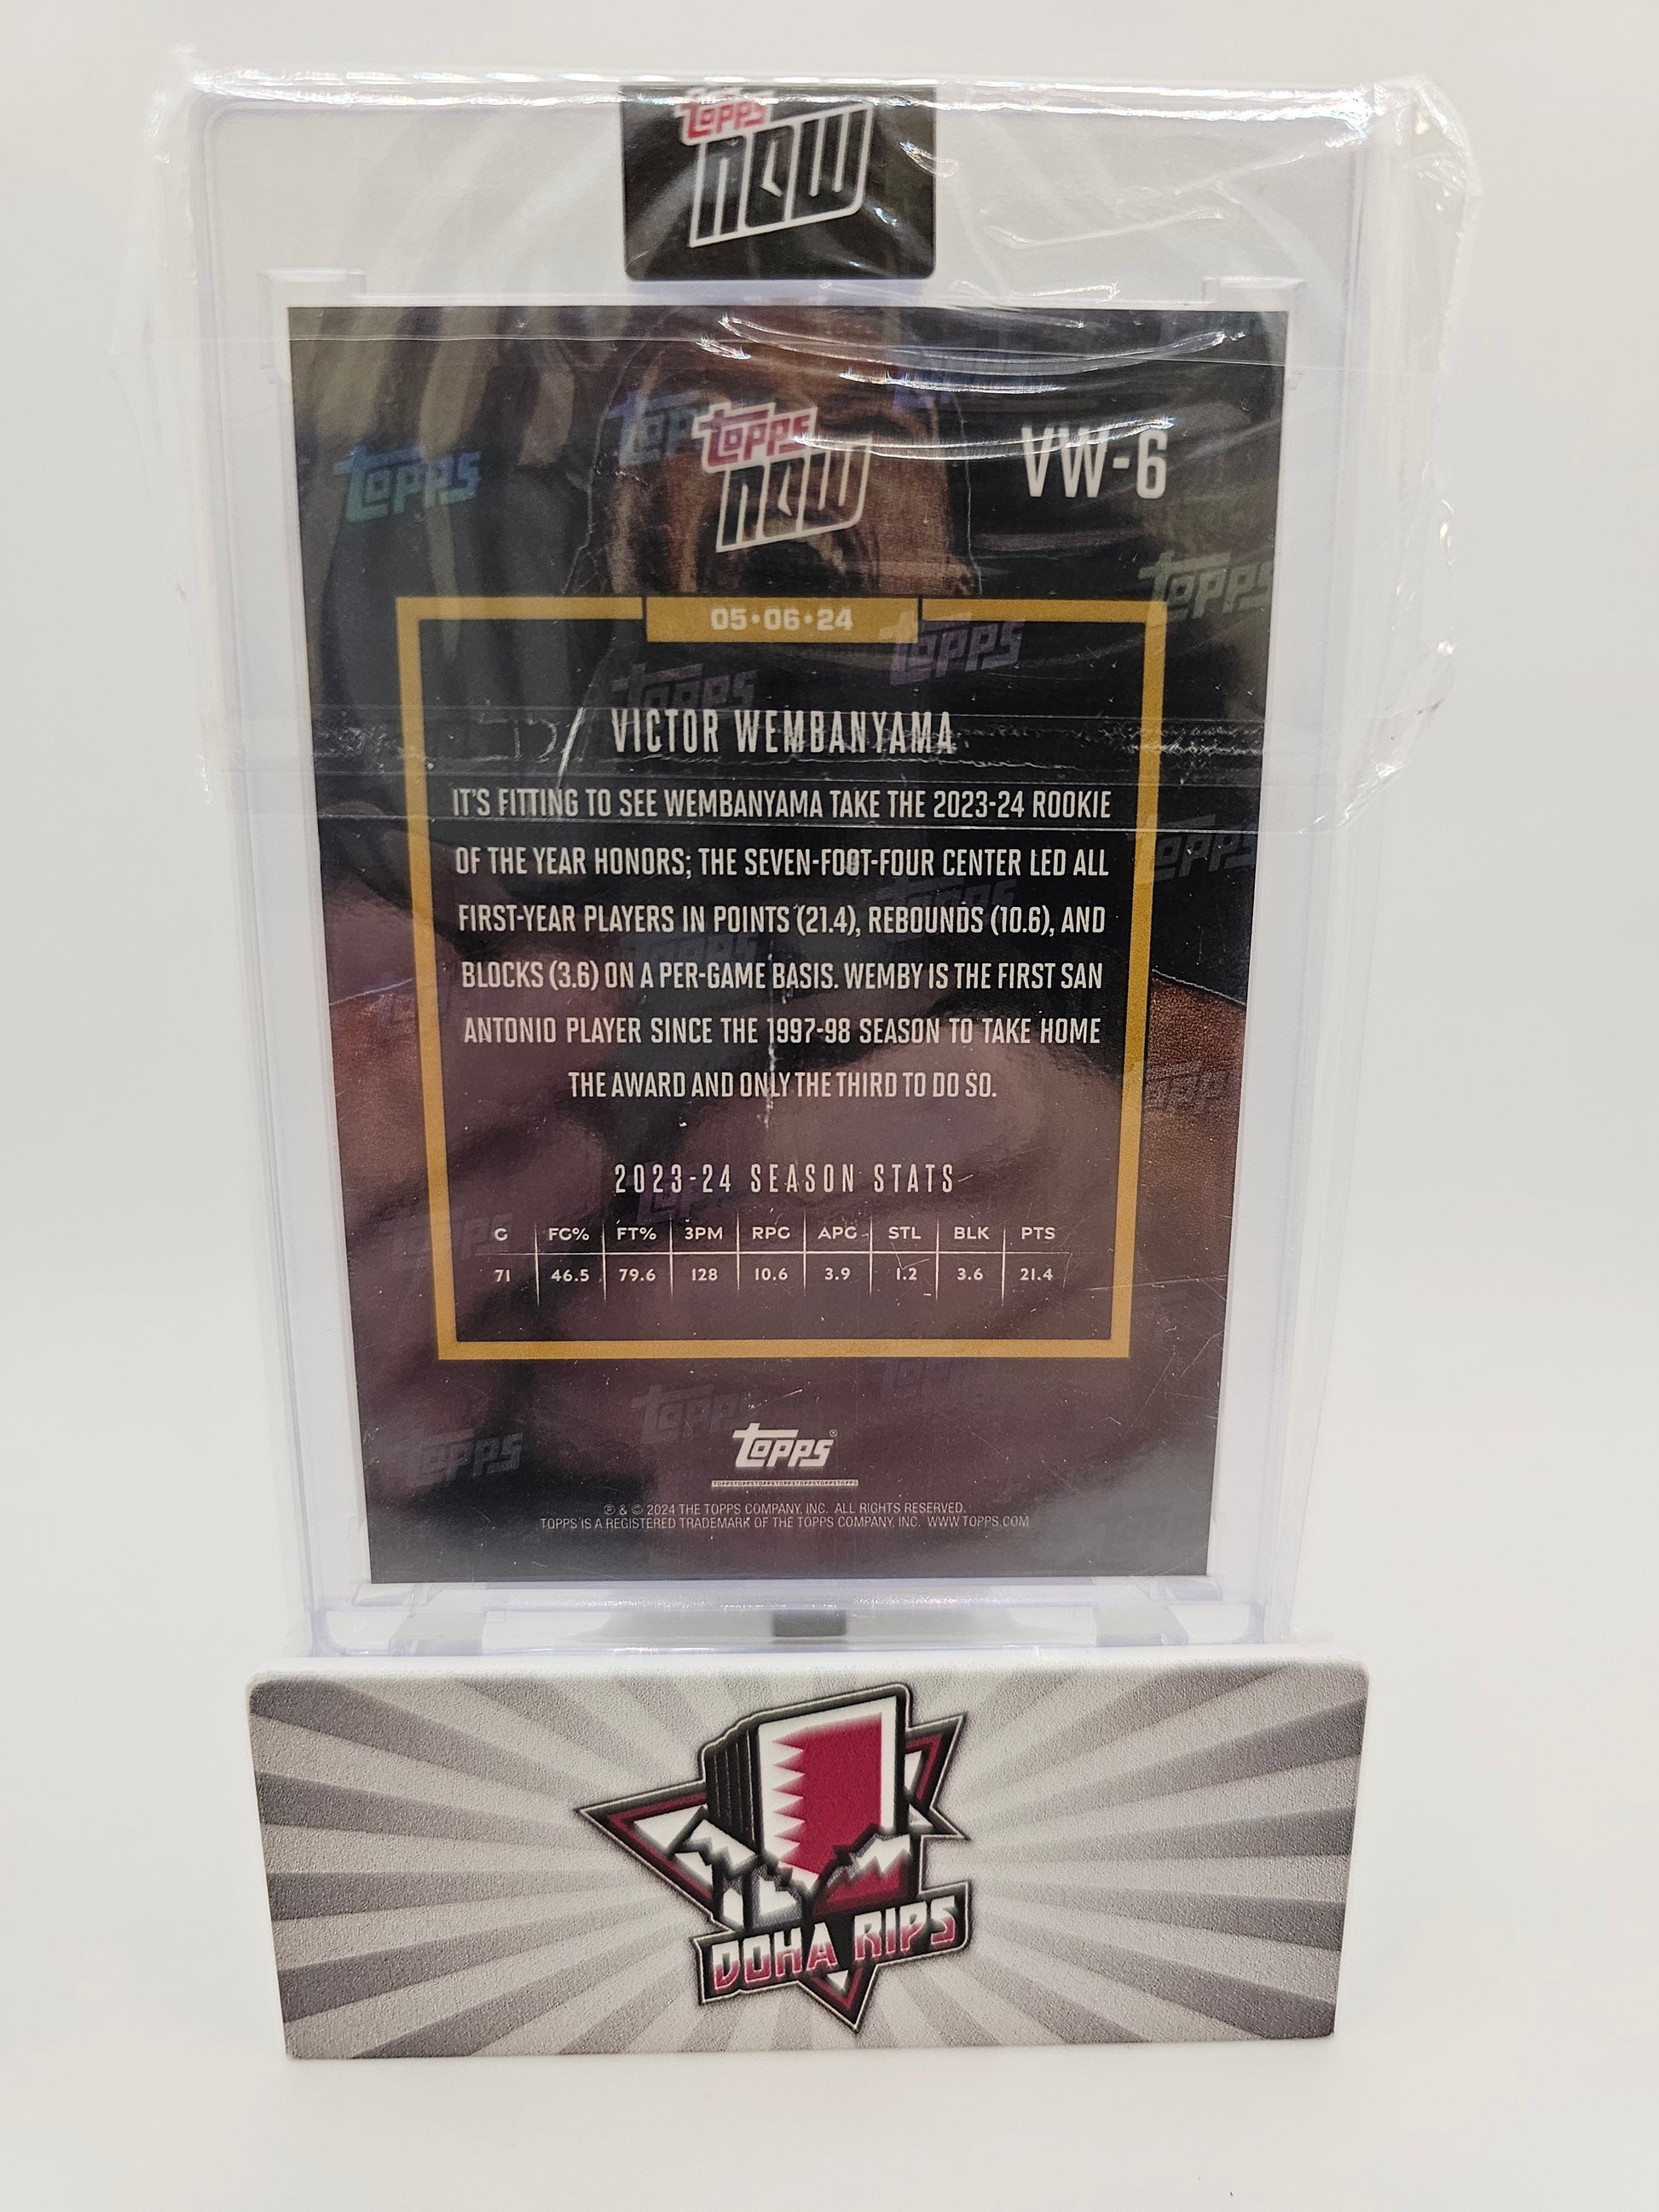 Topps
NOW
Topps
NOW
VW-6
05•06•24
VICTOR WEMBANYAMA
IT'S FITTING TO SEE WEMBANYAMA TAKE THE 2023-24 ROOKIE
OF THE YEAR HONORS; THE SEVEN-FOOT-FOUR CENTER LED ALL
FIRST-YEAR PLAYERS IN POINTS (21.4), REBOUNDS (10.6), AND
BLOCKS (3.6) ON A PER-GAME BASIS. WEMBY IS THE FIRST SAN
ANTONIO PLAYER SINCE THE 1997-98 SEASON TO TAKE HOME
THE AWARD AND ONLY THE THIRD TO DO SO.
2023-24 SEASON STATS
G FG% FT% 3PM RPG APG STL BLK PTS
71 46.5 79.6 128 10.6 3.9 1.2 3.6 21.4
Topps®
® & © 2024 THE TOPPS COMPANY, INC. ALL RIGHTS RESERVED.
TOPPS IS A REGISTERED TRADEMARK OF THE TOPPS COMPANY, INC. WWW.TOPPS.COM
DOHA RIPS